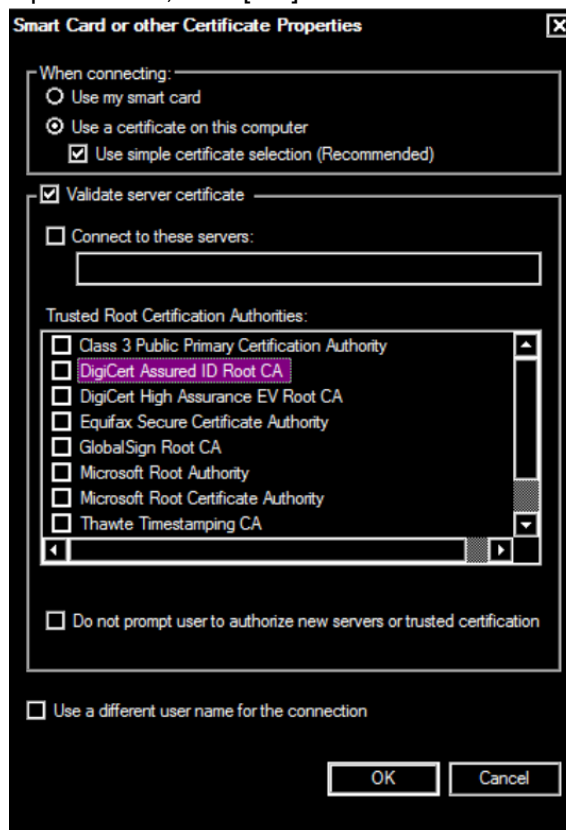 Smart Card or other Certificate Properties
When connecting:
Use my smart card
Use a certificate on this computer
Use simple certificate selection (Recommended)
Validate server certificate
Connect to these servers:
Trusted Root Certification Authorities:
Class 3 Public Primary Certification Authority
DigiCert Assured ID Root CA
DigiCert High Assurance EV Root CA
Equifax Secure Certificate Authority
GlobalSign Root CA
Microsoft Root Authority
Microsoft Root Certificate Authority
Thawte Timestamping CA
Do not prompt user to authorize new servers or trusted certification
Use a different user name for the connection
OK Cancel